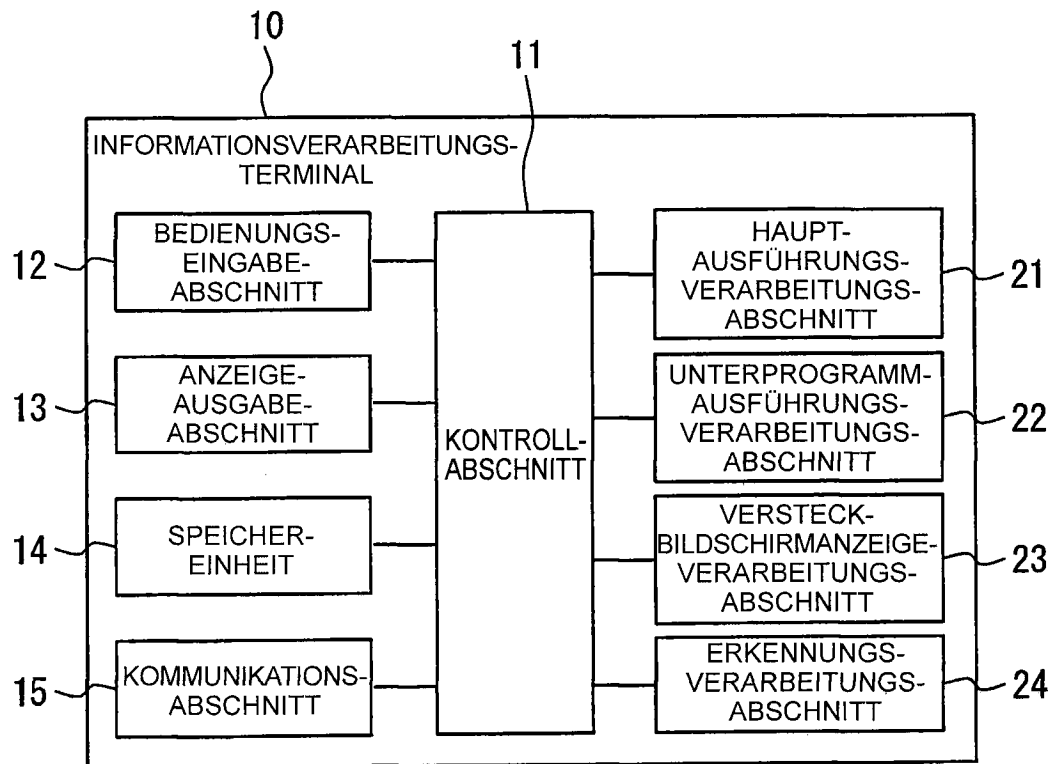 11
10
INFORMATIONSVERARBEITUNGS-
TERMINAL
12
BEDIENUNGS-
EINGABE-
ABSCHNITT
13
ANZEIGE-
AUSGABE-
ABSCHNITT
14
SPEICHER-
EINHEIT
15
KOMMUNIKATIONS-
ABSCHNITT
KONTROLL-
ABSCHNITT
HAUPT-
AUSFÜHRUNGS-
VERARBEITUNGS-
ABSCHNITT
21
UNTERPROGRAMM-
AUSFÜHRUNGS-
VERARBEITUNGS-
ABSCHNITT
22
VERSTECK-
BILDSCHIRMANZEIGE-
VERARBEITUNGS-
ABSCHNITT
23
ERKENNUNGS-
VERARBEITUNGS-
ABSCHNITT
24